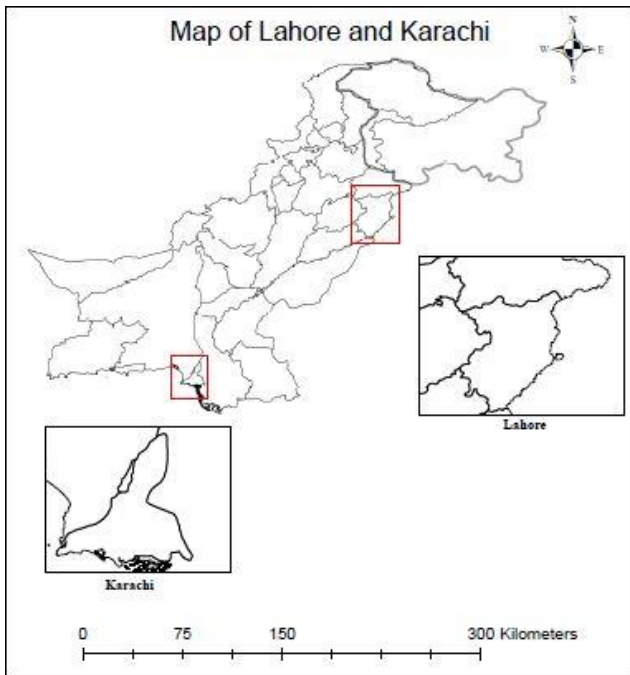 Map of Lahore and Karachi
N
W E
S
Lahore
Karachi
0 75 150 300 Kilometers